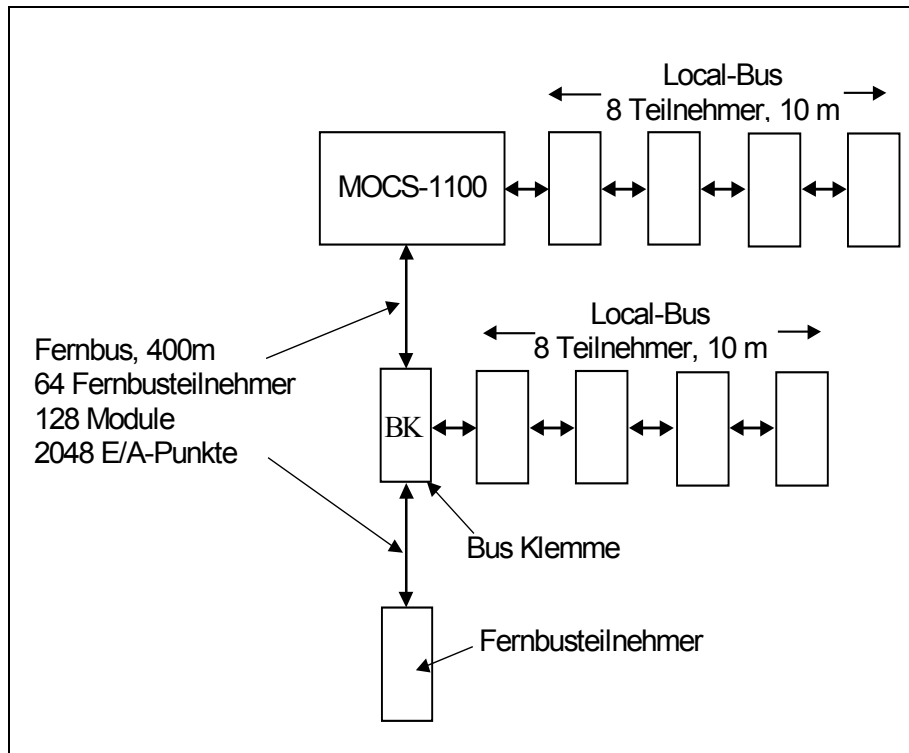 Local-Bus
8 Teilnehmer, 10 m
MOCS-1100
Local-Bus
8 Teilnehmer, 10 m
Fernbus, 400m
64 Fernbusteilnehmer
128 Module
2048 E/A-Punkte
BK
Bus Klemme
Fernbusteilnehmer